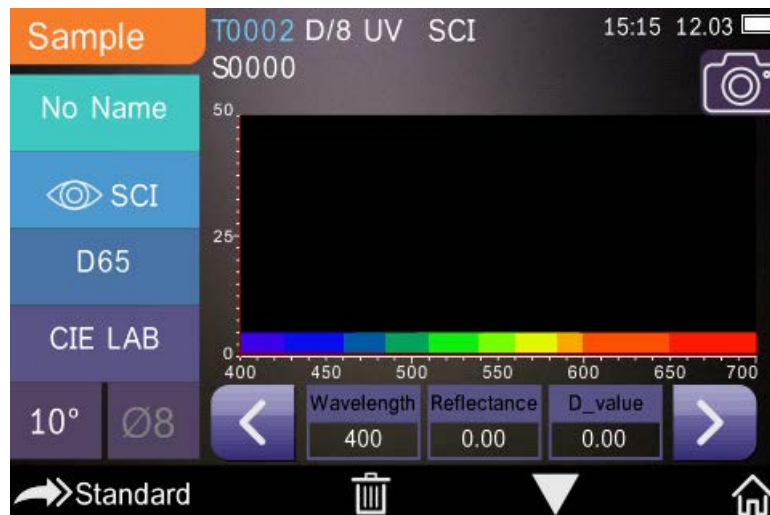 Sample
T0002 D/8 UV SCI
15:15 12.03
S0000
No Name
SCI
D65
CIE LAB
10° Ø8
50
25
0
400 450 500 550 600 650 700
Wavelength Reflectance D_value
400 0.00 0.00
Standard